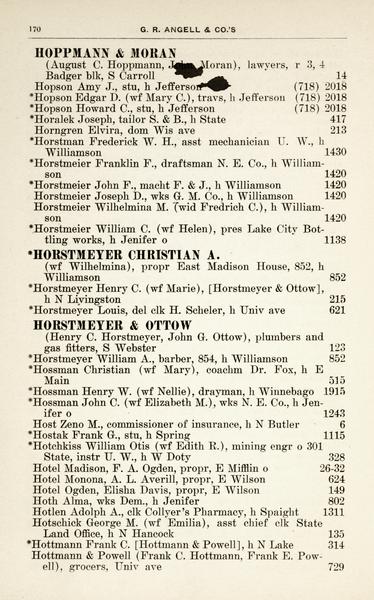 170 G. R. ANGELL & CO.'S
HOPPMANN & MORAN
(August C. Hoppmann, Moran), lawyers, r 3, 4
Badger blk, S Carroll 14
Hopson Amy J., stu, h Jefferson (718) 2018
*Hopson Edgar D. (wf Mary C.), travs, h Jefferson (718) 2018
*Hopson Howard C., stu, h Jefferson (718) 2018
*Horalek Joseph, tailor S. & B., h State 417
Horngren Elvira, dom Wis ave 213
*Horstman Frederick W. H., asst mechanician U. W., h
Williamson 1430
*Horstmeier Franklin F., draftsman N. E. Co., h William-
son 1420
*Horstmeier John F., macht F. & J., h Williamson 1420
Horstmeier Joseph D., wks G. M. Co., h Williamson 1420
Horstmeier Wilhelmina M. (wid Fredrich C.), h William-
son 1420
*Horstmeier William C. (wf Helen), pres Lake City Bot-
tling works, h Jenifer o 1138
*HORSTMEYER CHRISTIAN A.
(wf Wilhelmina), propr East Madison House, 852, h
Williamson 852
*Horstmeyer Henry C. (wf Marie), [Horstmeyer & Ottow],
h N Livingston 215
*Horstmeyer Louis, del clk H. Scheler, h Univ ave 621
HORSTMEYER & OTTOW
(Henry C. Horstmeyer, John G. Ottow), plumbers and
gas fitters, S Webster 123
*Horstmeyer William A., barber, 854, h Williamson 852
*Hossman Christian (wf Mary), coachm Dr. Fox, h E
Main 515
*Hossman Henry W. (wf Nellie), drayman, h Winnebago 1915
*Hossman John C. (wf Elizabeth M.), wks N. E. Co., h Jen-
ifer o 1243
Host Zeno M., commissioner of insurance, h N Butler 6
*Hostak Frank G., stu, h Spring 1115
*Hotchkiss William Otis (wf Edith R.), mining engr o 301
State, instr U. W., h W Doty 328
Hotel Madison, F. A. Ogden, propr, E Mifflin o 26-32
Hotel Monona, A. L. Averill, propr, E Wilson 624
Hotel Ogden, Elisha Davis, propr, E Wilson 149
Hoth Alma, wks Dem., h Jenifer 802
Hotlen Adolph A., clk Collyer's Pharmacy, h Spaight 1311
Hotschick George M. (wf Emilia), asst chief clk State
Land Office, h N Hancock 135
*Hottmann Frank C. [Hottmann & Powell], h N Lake 314
Hottmann & Powell (Frank C. Hottmann, Frank E. Pow-
ell), grocers, Univ ave 729